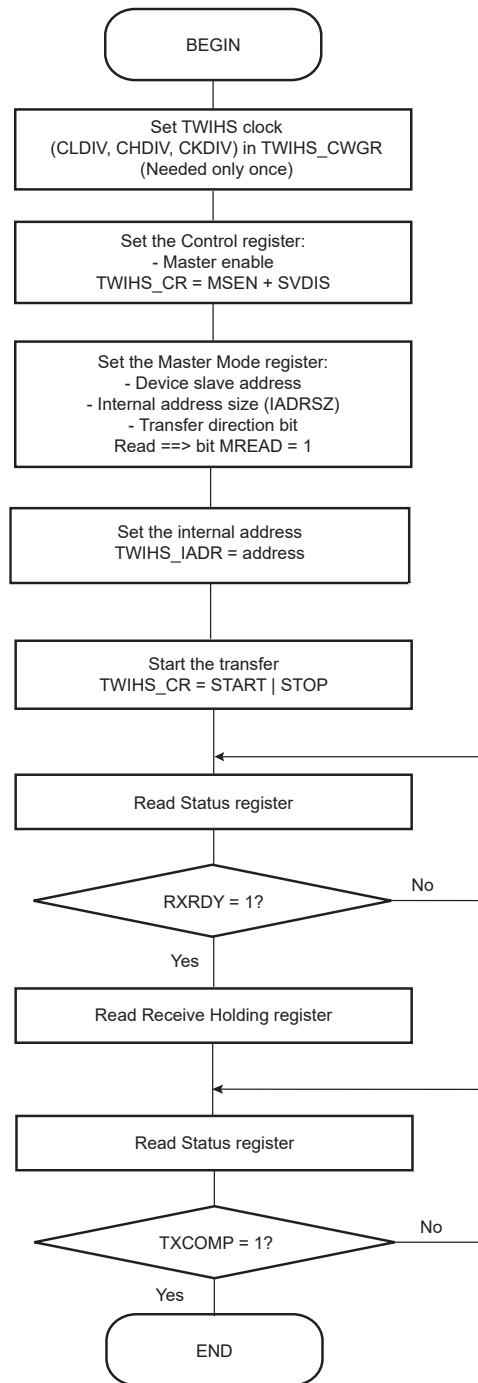 BEGIN
Set TWIHS clock
(CLDIV, CHDIV, CKDIV) in TWIHS_CWGR
(Needed only once)
Set the Control register:
- Master enable
TWIHS_CR = MSEN + SVDIS
Set the Master Mode register:
- Device slave address
- Internal address size (IADRSZ)
- Transfer direction bit
Read ==> bit MREAD = 1
Set the internal address
TWIHS_IADR = address
Start the transfer
TWIHS_CR = START | STOP
Read Status register
RXRDY = 1?
No
Yes
Read Receive Holding register
Read Status register
TXCOMP = 1?
No
Yes
END